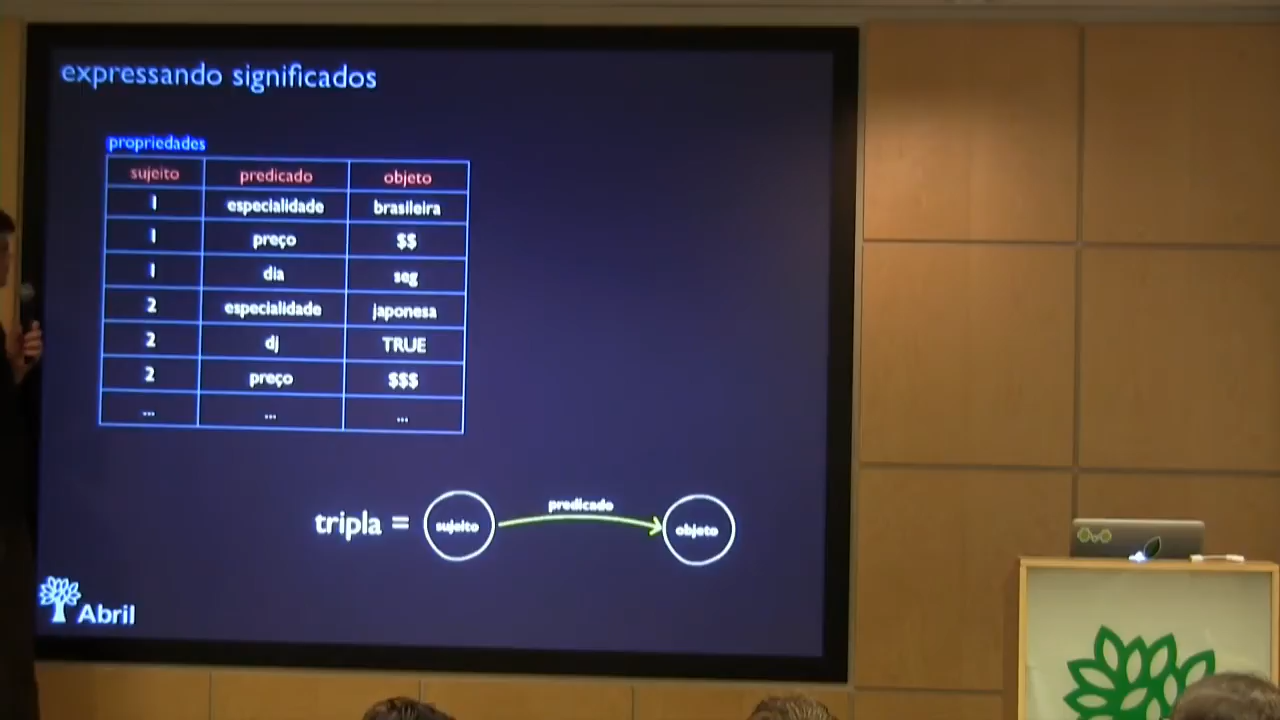 expressando significados
propriedades
sujeito predicado objeto
1 especialidade brasileira
1 preço $$
1 dia seg
2 especialidade japonesa
2 dj TRUE
2 preço $$$
... ... ...
predicado
tripla = sujeito objeto
Abril